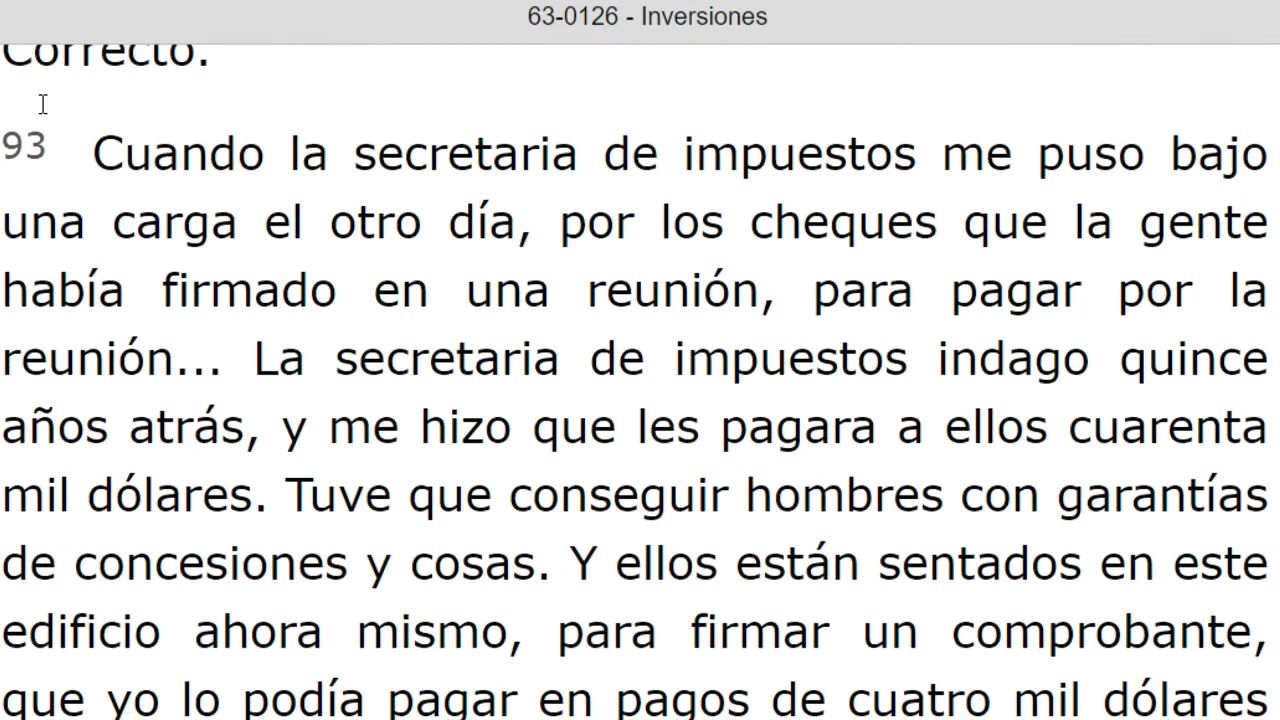 63-0126 - Inversiones
Correcto.
93 Cuando la secretaria de impuestos me puso bajo
una carga el otro día, por los cheques que la gente
había firmado en una reunión, para pagar por la
reunión... La secretaria de impuestos indago quince
años atrás, y me hizo que les pagara a ellos cuarenta
mil dólares. Tuve que conseguir hombres con garantías
de concesiones y cosas. Y ellos están sentados en este
edificio ahora mismo, para firmar un comprobante,
que yo lo podía pagar en pagos de cuatro mil dólares